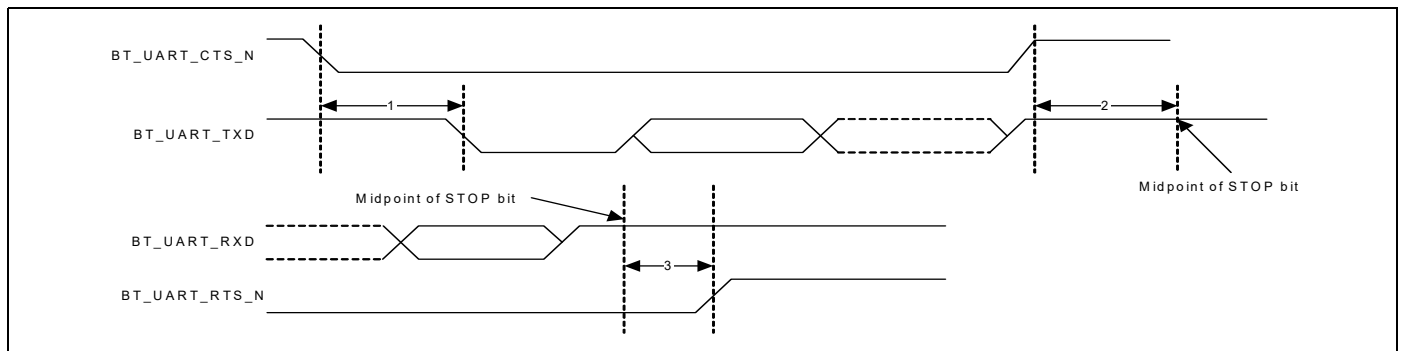 BT_UART_CTS_N
1
2
BT_UART_TXD
Midpoint of STOP bit
Midpoint of STOP bit
BT_UART_RXD
3
BT_UART_RTS_N